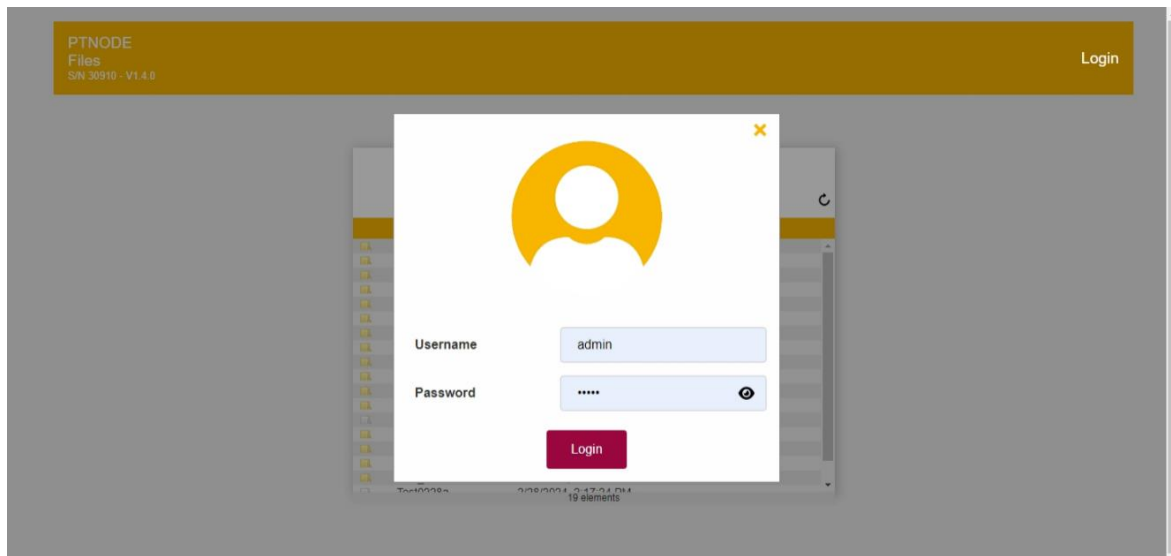 PTNODE
Files
S/N 30910 - V1.4.0
Login
Username
admin
Password
•••••
Login
19 elements